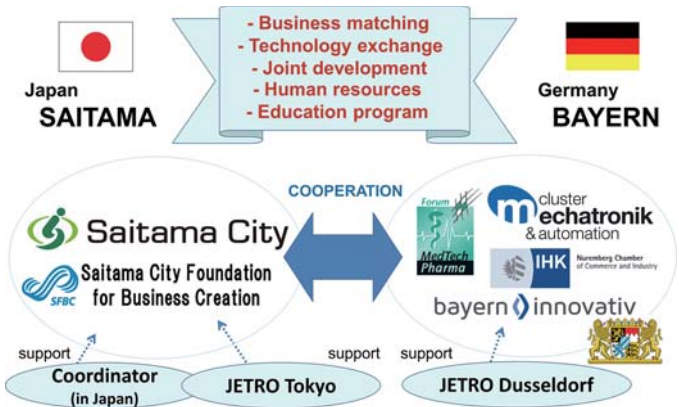 - Business matching
- Technology exchange
- Joint development
- Human resources
- Education program
Japan
SAITAMA
Germany
BAYERN
COOPERATION
Saitama City
SFBC
Saitama City Foundation
for Business Creation
Forum
MedTech
Pharma
cluster
mechatronik
& automation
IHK
Nuremberg Chamber
of Commerce and Industry
bayern innovativ
support
support
support
Coordinator
(in Japan)
JETRO Tokyo
JETRO Dusseldorf